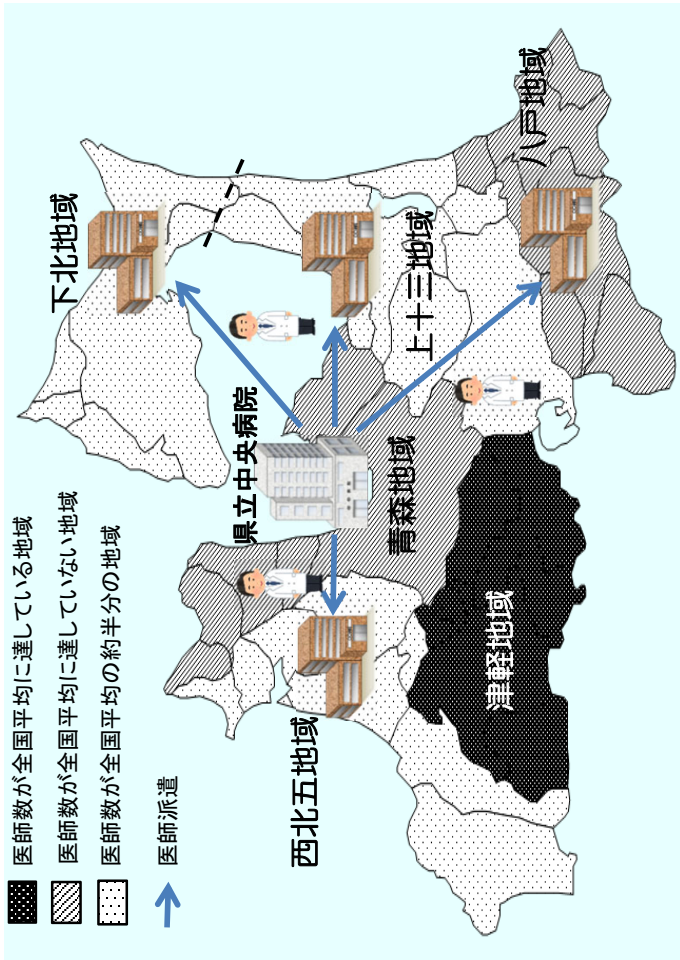 医師数が全国平均に達している地域
医師数が全国平均に達していない地域
医師数が全国平均の約半分の地域
医師派遣
下北地域
県立中央病院
西北五地域
青森地域
上十三地域
八戸地域
津軽地域